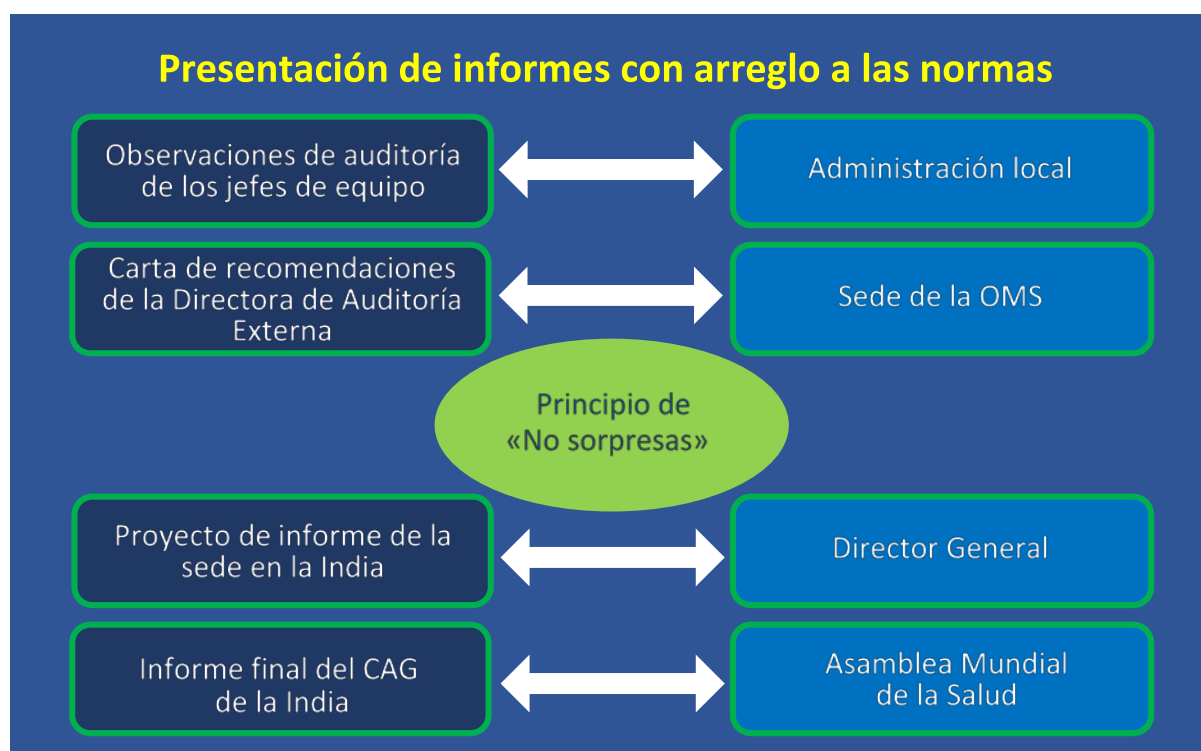 Presentación de informes con arreglo a las normas
Observaciones de auditoría
de los jefes de equipo
Administración local
Carta de recomendaciones
de la Directora de Auditoría
Externa
Sede de la OMS
Principio de
«No sorpresas»
Proyecto de informe de la
sede en la India
Director General
Informe final del CAG
de la India
Asamblea Mundial
de la Salud